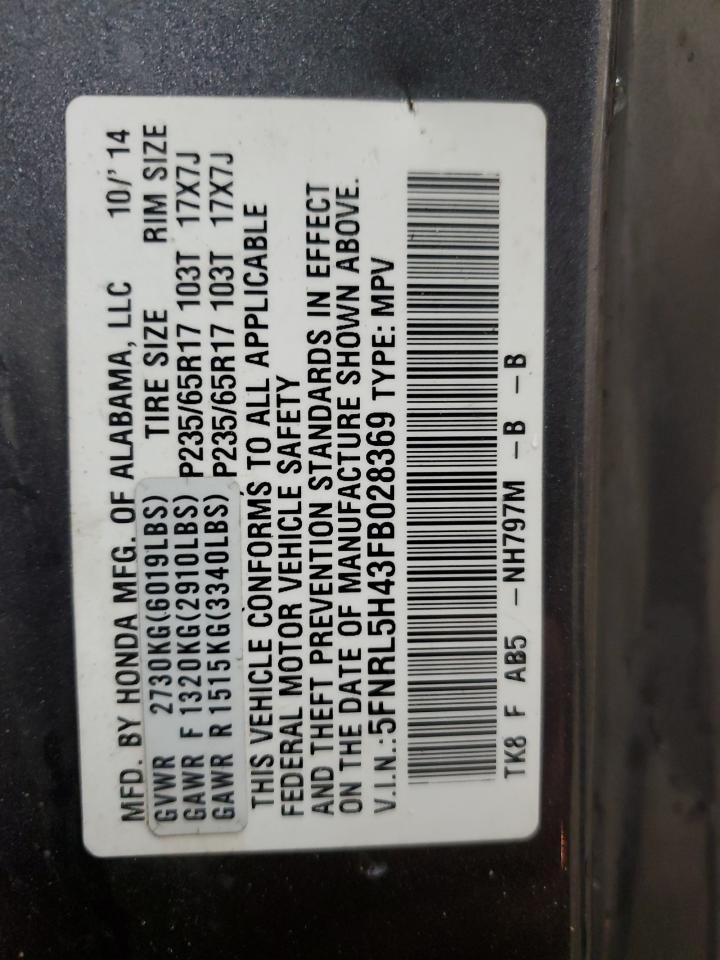 MFD. BY HONDA MFG. OF ALABAMA, LLC 10/' 14
TIRE SIZE RIM SIZE
GVWR 2730KG(6019LBS)
GAWR F 1320KG(2910LBS) P235/65R17 103T 17X7J
GAWR R 1515KG(3340LBS) P235/65R17 103T 17X7J
THIS VEHICLE CONFORMS TO ALL APPLICABLE
FEDERAL MOTOR VEHICLE SAFETY
AND THEFT PREVENTION STANDARDS IN EFFECT
ON THE DATE OF MANUFACTURE SHOWN ABOVE.
V.I.N.:5FNRL5H43FB028369 TYPE: MPV
TK8 F AB5 -NH797M -B -B